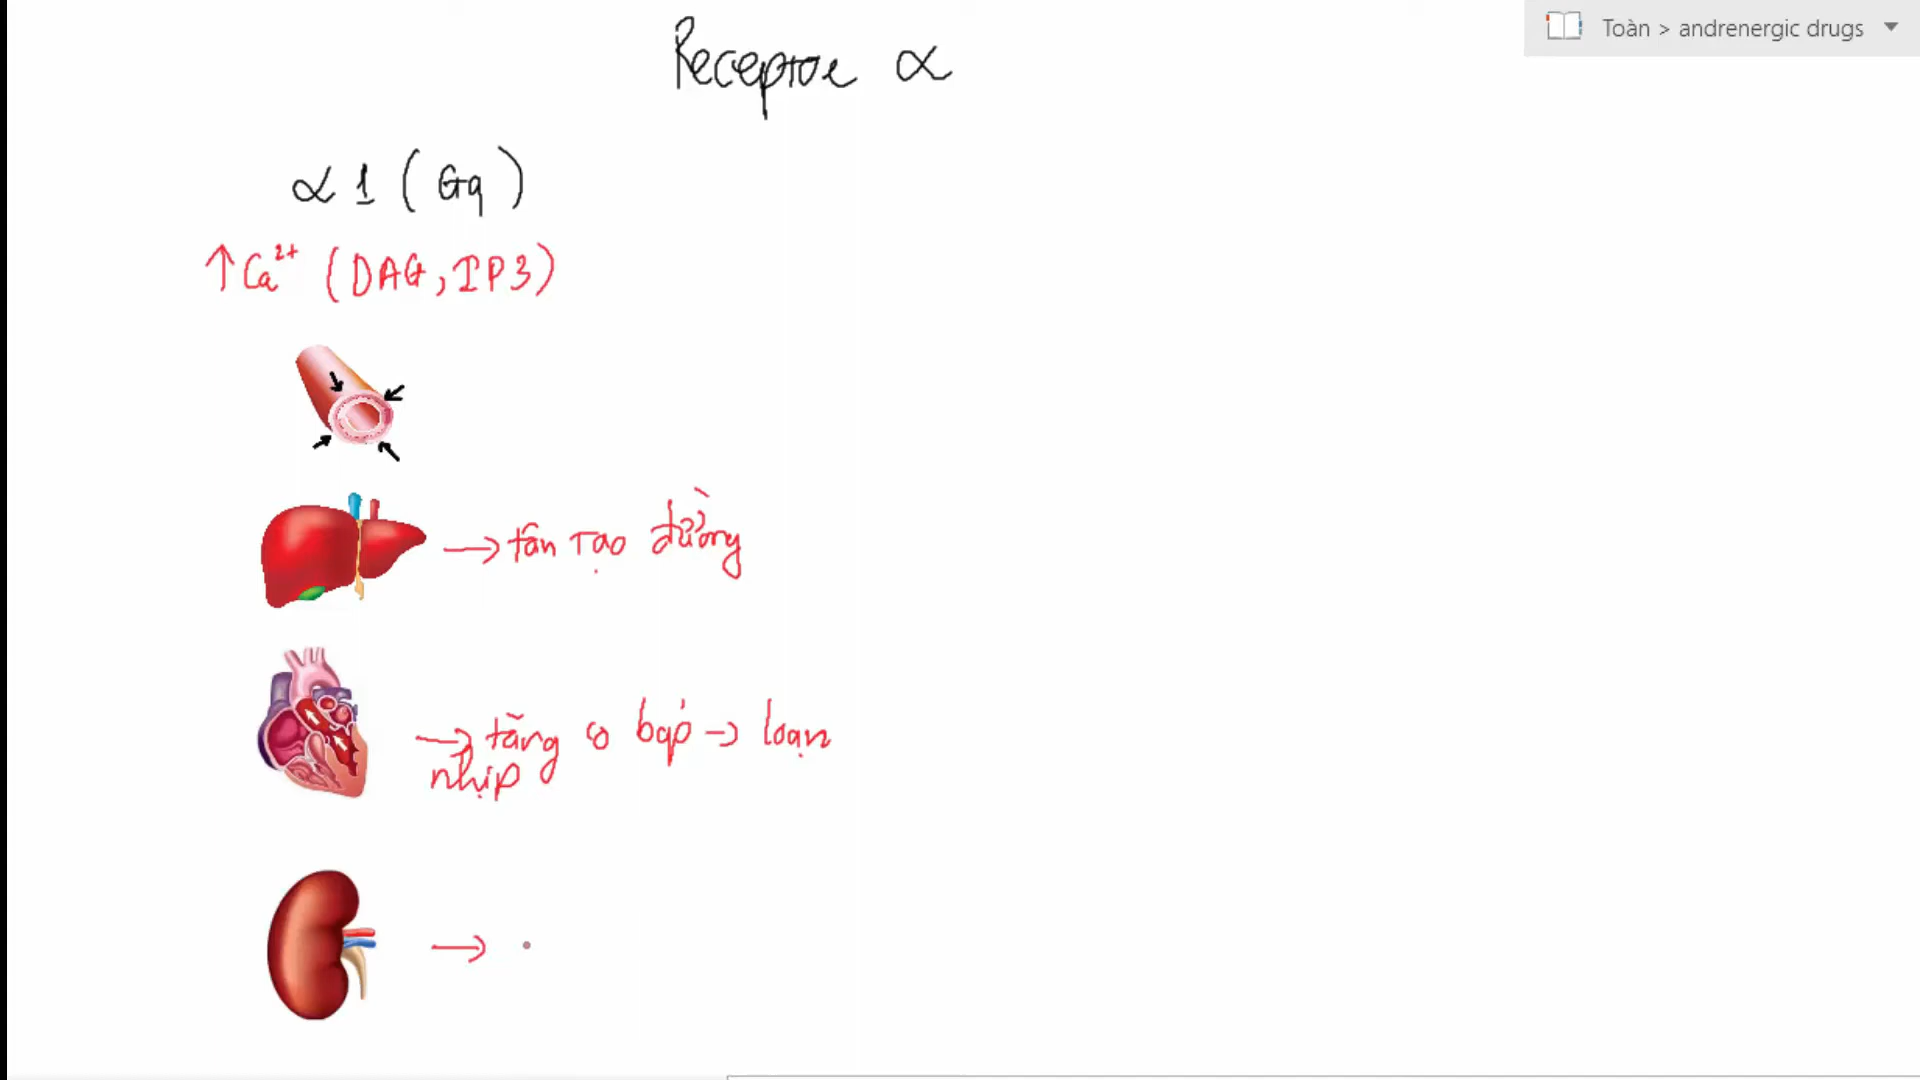 Toàn > andrenergic drugs
Receptor α
α1 (Gq)
↑Ca²⁺ (DAG, IP3)
→ tân tạo đường
→ tăng co bóp → loạn
nhịp
→